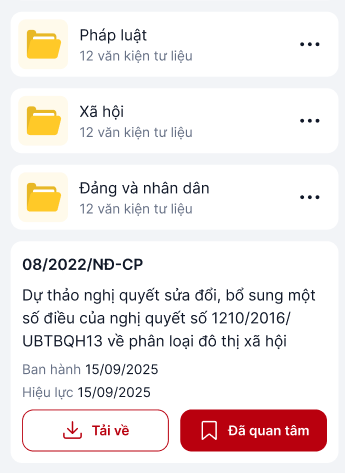 Pháp luật
12 văn kiện tư liệu
Xã hội
12 văn kiện tư liệu
Đảng và nhân dân
12 văn kiện tư liệu
08/2022/NĐ-CP
Dự thảo nghị quyết sửa đổi, bổ sung một
số điều của nghị quyết số 1210/2016/
UBTBQH13 về phân loại đô thị xã hội
Ban hành 15/09/2025
Hiệu lực 15/09/2025
Tải về
Đã quan tâm